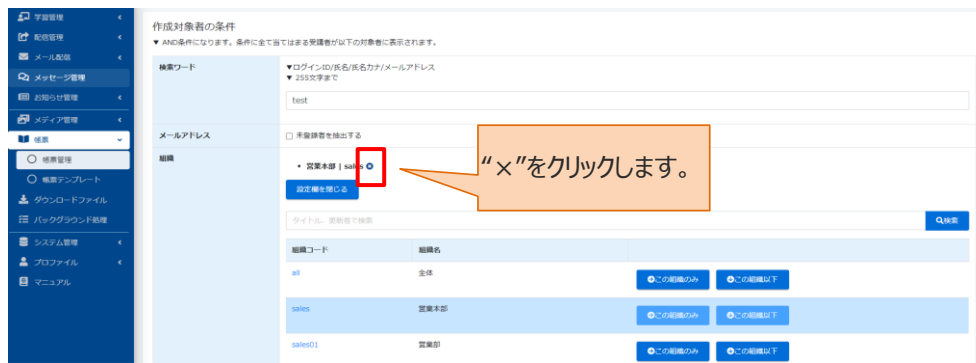 学習管理
配信管理
メール配信
メッセージ管理
お知らせ管理
メディア管理
帳票
帳票管理
帳票テンプレート
ダウンロードファイル
バックグラウンド処理
システム管理
プロファイル
マニュアル
作成対象者の条件
▼ AND条件になります。条件に全て当てはまる受講者が以下の対象者に表示されます。
検索ワード
▼ログインID/氏名/氏名カナ/メールアドレス
▼ 255文字まで
test
メールアドレス
未登録者を抽出する
組織
• 営業本部 | sales
“×”をクリックします。
設定欄を閉じる
タイトル、更新者で検索
検索
組織コード 組織名
all 全体 この組織のみ この組織以下
sales 営業本部 この組織のみ この組織以下
sales01 営業部 この組織のみ この組織以下